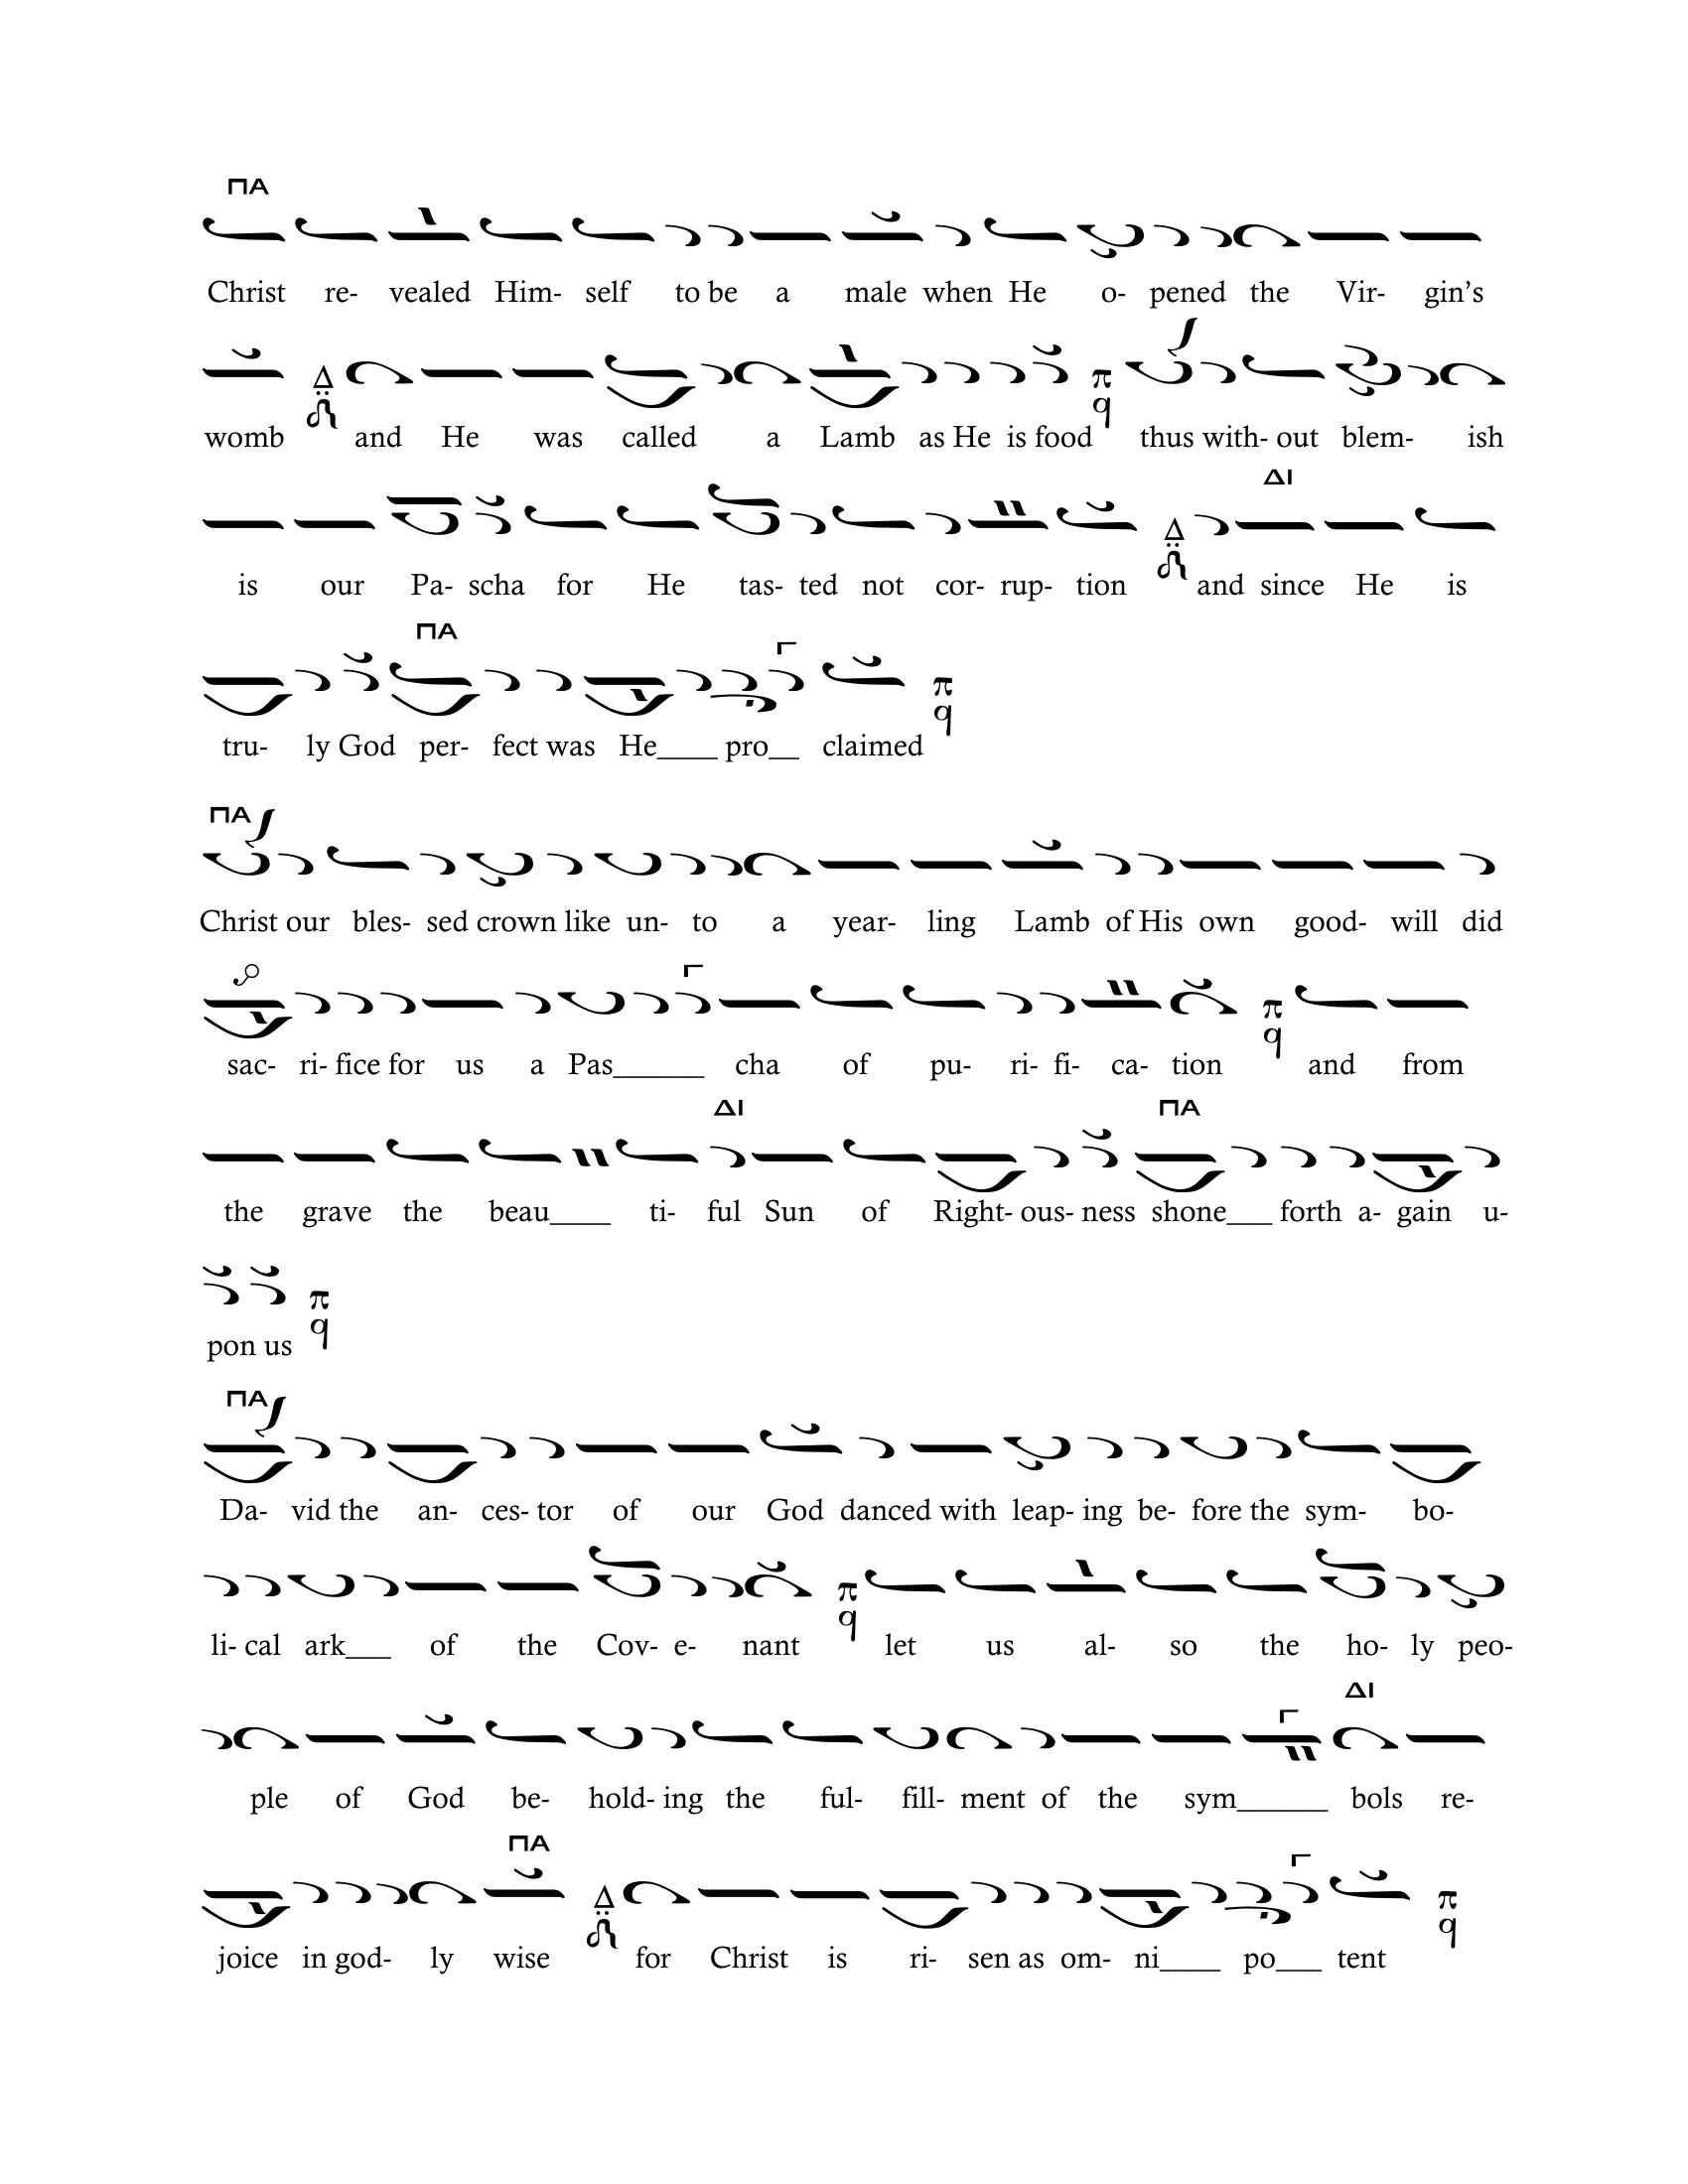 ΠΑ
Christ re- vealed Him- self to be a male when He o- pened the Vir- gin's
womb Δ and He was called a Lamb as He is food π q thus with- out blem- ish
ΔΙ
is our Pa- scha for He tas- ted not cor- rup- tion Δ and since He is
ΠΑ
tru- ly God per- fect was He____ pro__ claimed π q
ΠΑ
Christ our bles- sed crown like un- to a year- ling Lamb of His own good- will did
sac- ri- fice for us a Pas______ cha of pu- ri- fi- ca- tion π q and from
ΔΙ ΠΑ
the grave the beau____ ti- ful Sun of Right- ous- ness shone___ forth a- gain u-
pon us π q
ΠΑ
Da- vid the an- ces- tor of our God danced with leap- ing be- fore the sym- bo-
li- cal ark___ of the Cov- e- nant π q let us al- so the ho- ly peo-
ΔΙ
ple of God be- hold- ing the ful- fill- ment of the sym______ bols re-
ΠΑ
joice in god- ly wise Δ for Christ is ri- sen as om- ni____ po___ tent π q